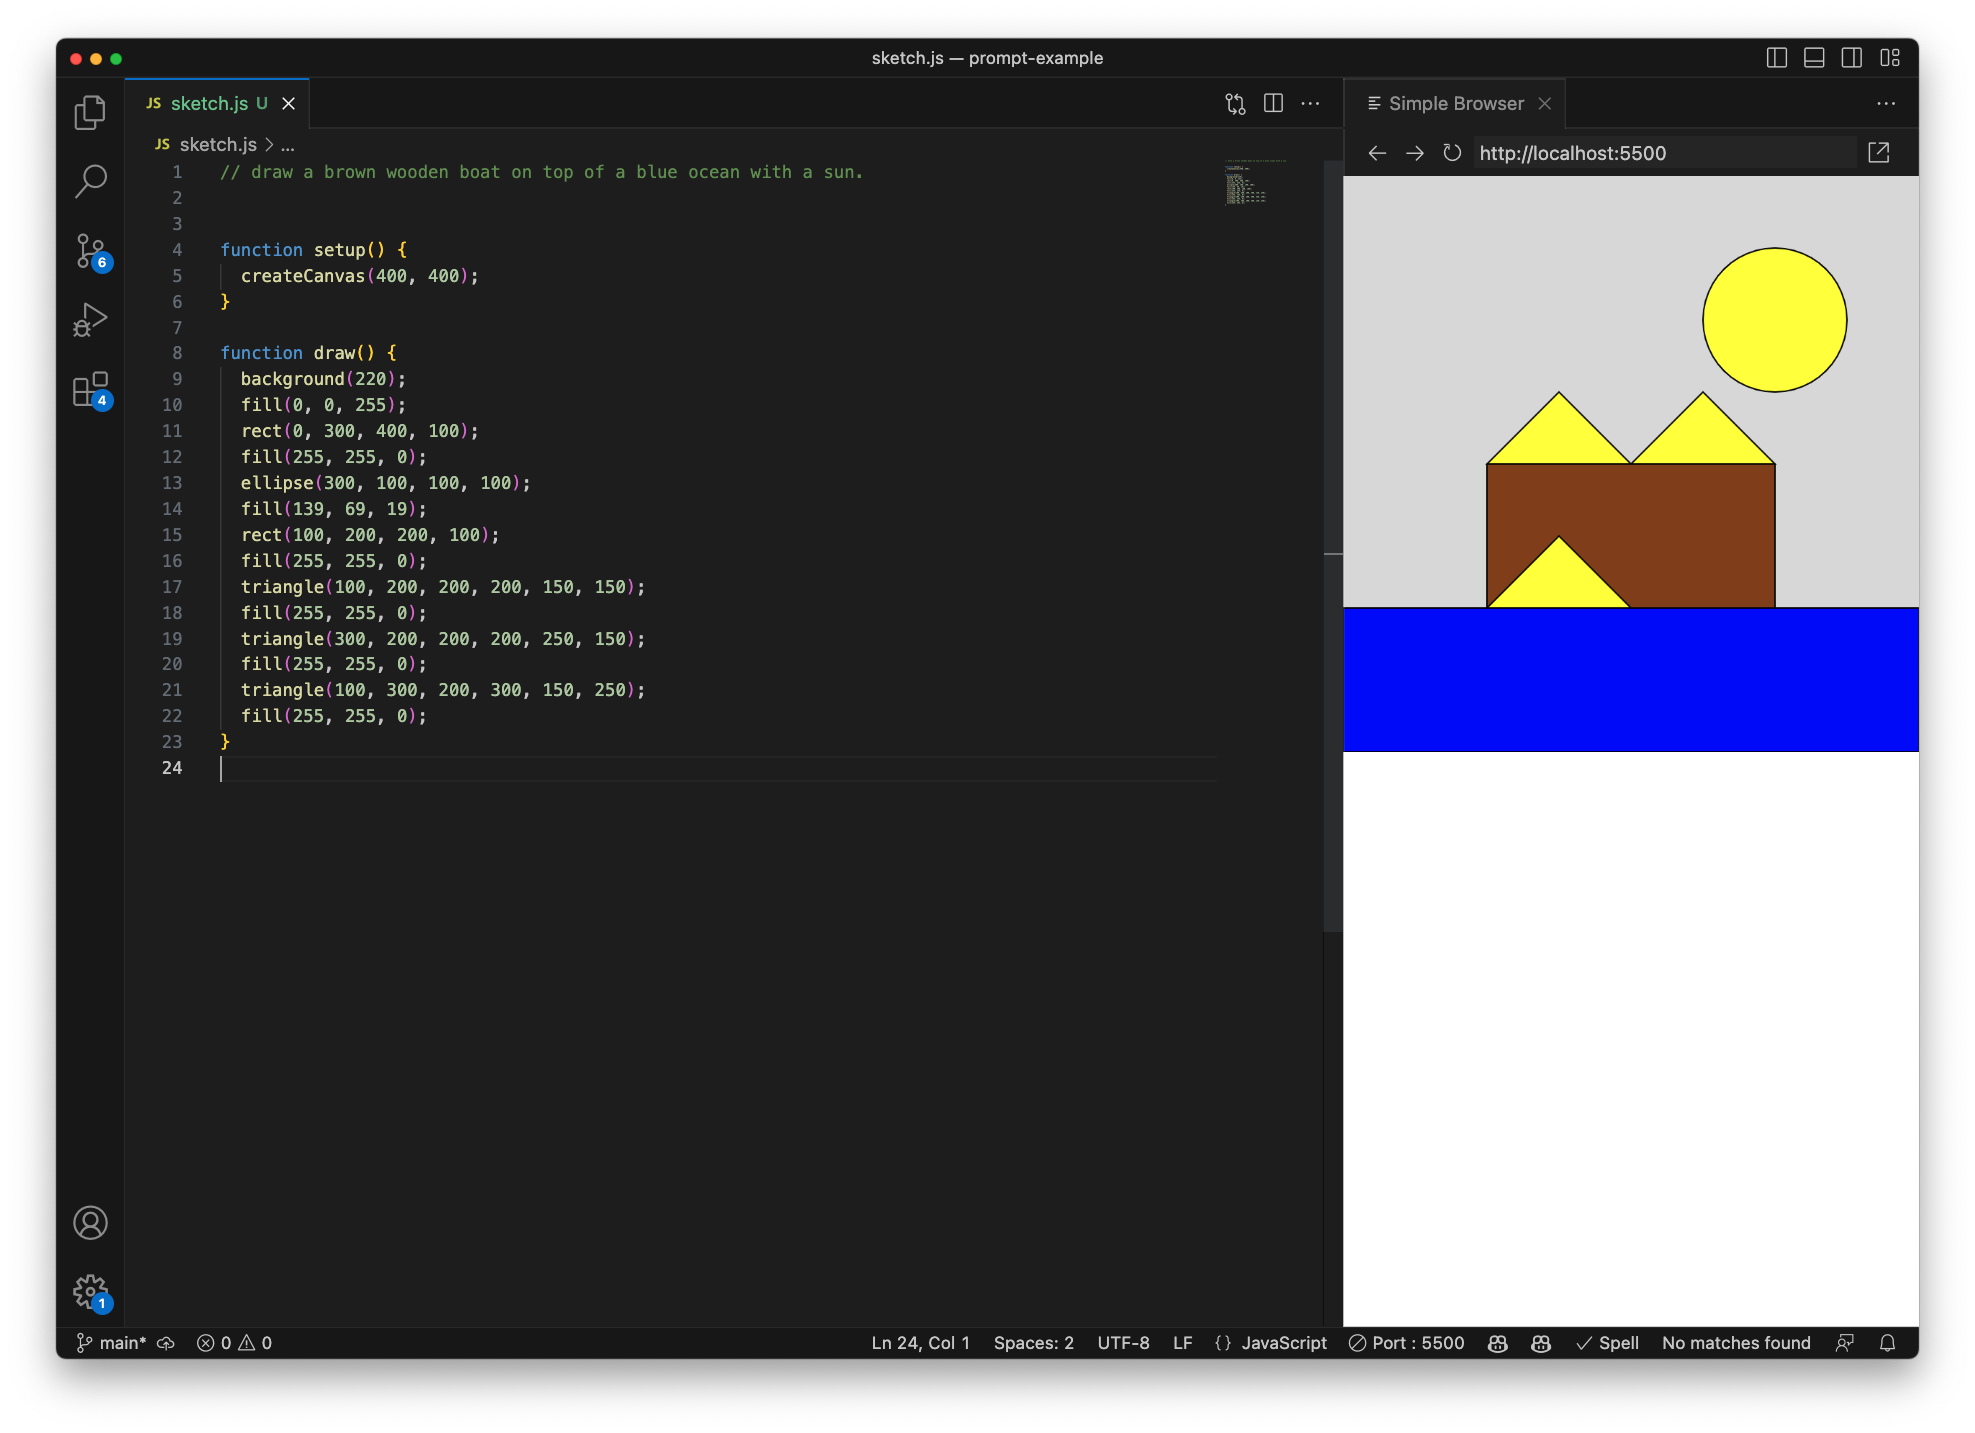 sketch.js — prompt-example
JS sketch.js U
Simple Browser
JS sketch.js > ...
http://localhost:5500
1 // draw a brown wooden boat on top of a blue ocean with a sun.
2
3
4 function setup() {
5 createCanvas(400, 400);
6 }
7
8 function draw() {
9 background(220);
10 fill(0, 0, 255);
11 rect(0, 300, 400, 100);
12 fill(255, 255, 0);
13 ellipse(300, 100, 100, 100);
14 fill(139, 69, 19);
15 rect(100, 200, 200, 100);
16 fill(255, 255, 0);
17 triangle(100, 200, 200, 200, 150, 150);
18 fill(255, 255, 0);
19 triangle(300, 200, 200, 200, 250, 150);
20 fill(255, 255, 0);
21 triangle(100, 300, 200, 300, 150, 250);
22 fill(255, 255, 0);
23 }
24
6
4
1
main* 0 0 Ln 24, Col 1 Spaces: 2 UTF-8 LF {} JavaScript Port : 5500 Spell No matches found